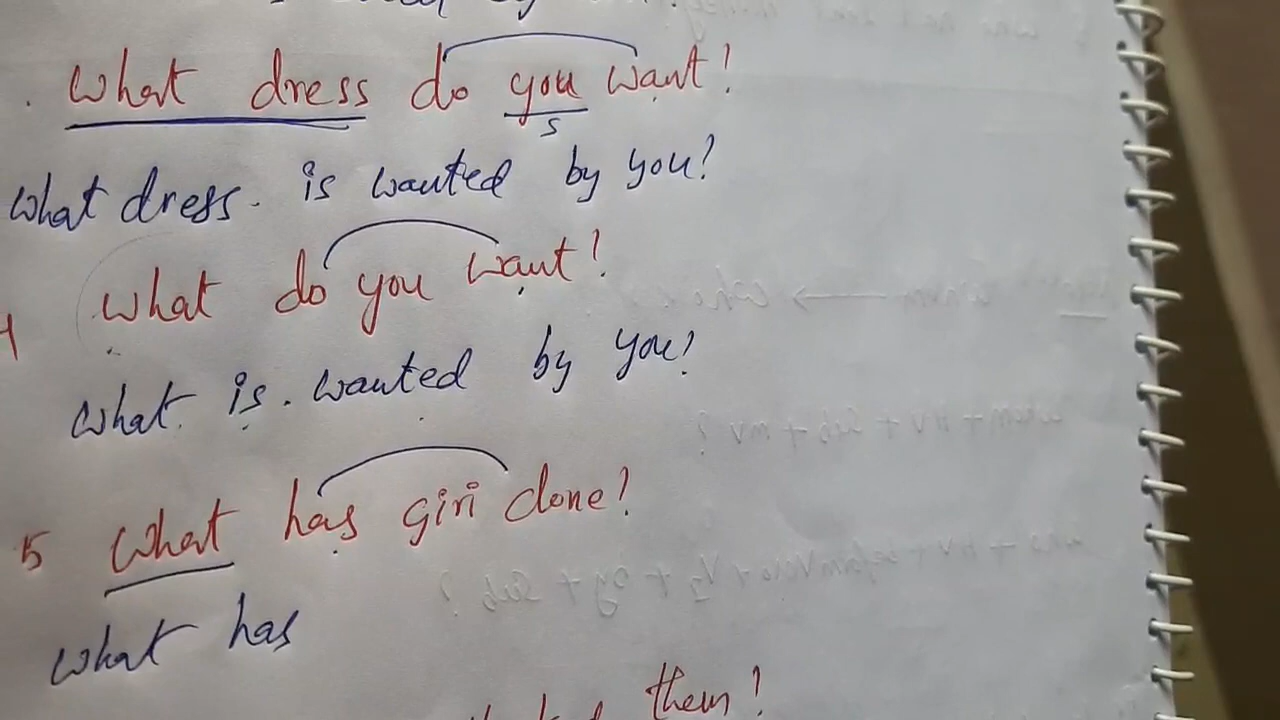 What dress do you want?
s
What dress. is wanted by you?
4 What do you want?
What is. wanted by you?
5 What has giri done?
What has
them?